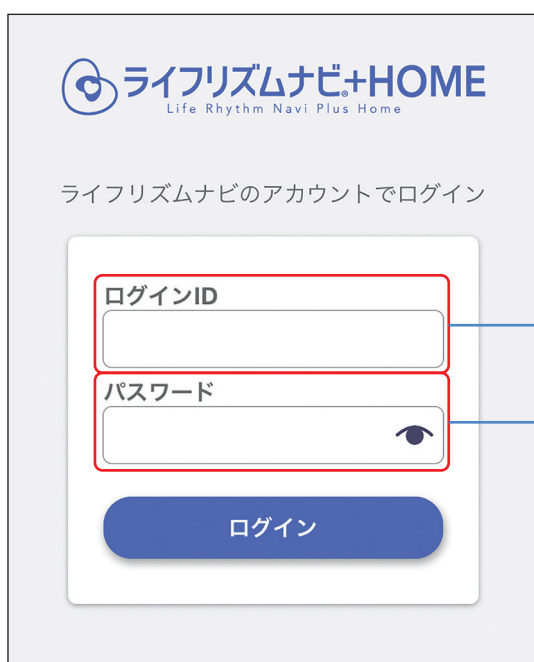 ライフリズムナビ®+HOME
Life Rhythm Navi Plus Home
ライフリズムナビのアカウントでログイン
ログインID
パスワード
ログイン